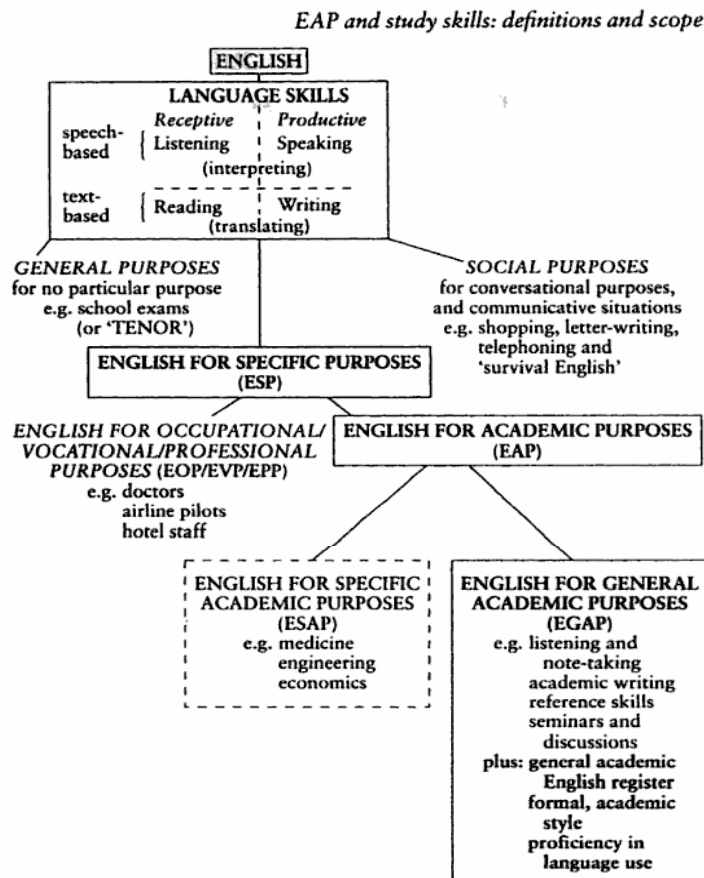 EAP and study skills: definitions and scope
ENGLISH
LANGUAGE SKILLS
Receptive Productive
speech-based
Listening Speaking
(interpreting)
text-based
Reading Writing
(translating)
GENERAL PURPOSES
for no particular purpose
e.g. school exams
(or 'TENOR')
SOCIAL PURPOSES
for conversational purposes,
and communicative situations
e.g. shopping, letter-writing,
telephoning and
'survival English'
ENGLISH FOR SPECIFIC PURPOSES
(ESP)
ENGLISH FOR OCCUPATIONAL/
VOCATIONAL/PROFESSIONAL
PURPOSES (EOP/EVP/EPP)
e.g. doctors
airline pilots
hotel staff
ENGLISH FOR ACADEMIC PURPOSES
(EAP)
ENGLISH FOR SPECIFIC
ACADEMIC PURPOSES
(ESAP)
e.g. medicine
engineering
economics
ENGLISH FOR GENERAL
ACADEMIC PURPOSES
(EGAP)
e.g. listening and
note-taking
academic writing
reference skills
seminars and
discussions
plus: general academic
English register
formal, academic
style
proficiency in
language use